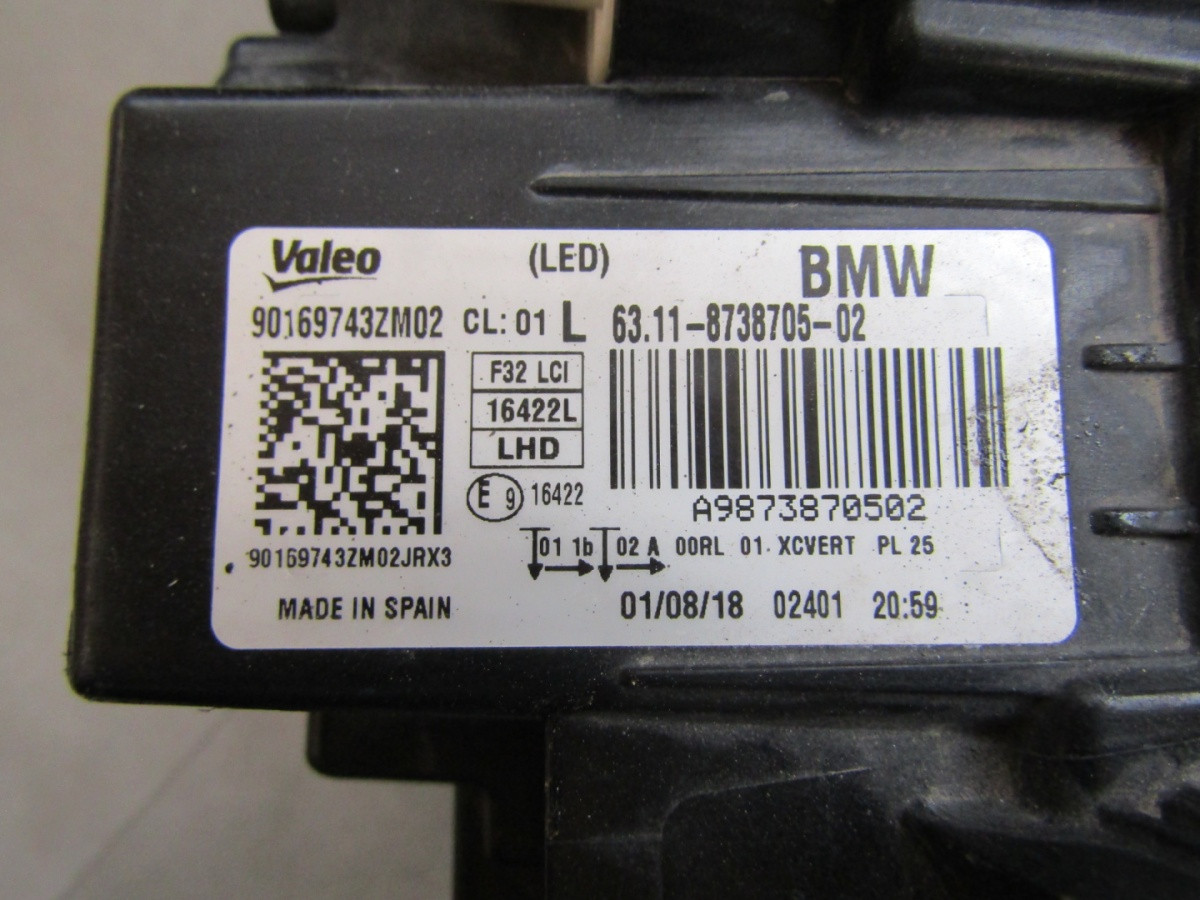 Valeo (LED) BMW
90169743ZM02 CL: 01 L 63.11-8738705-02
F32 LCI
16422L
LHD
E 9 16422
A9873870502
90169743ZM02JRX3 01 1b 02 A 00RL 01 XCVERT PL 25
MADE IN SPAIN 01/08/18 02401 20:59